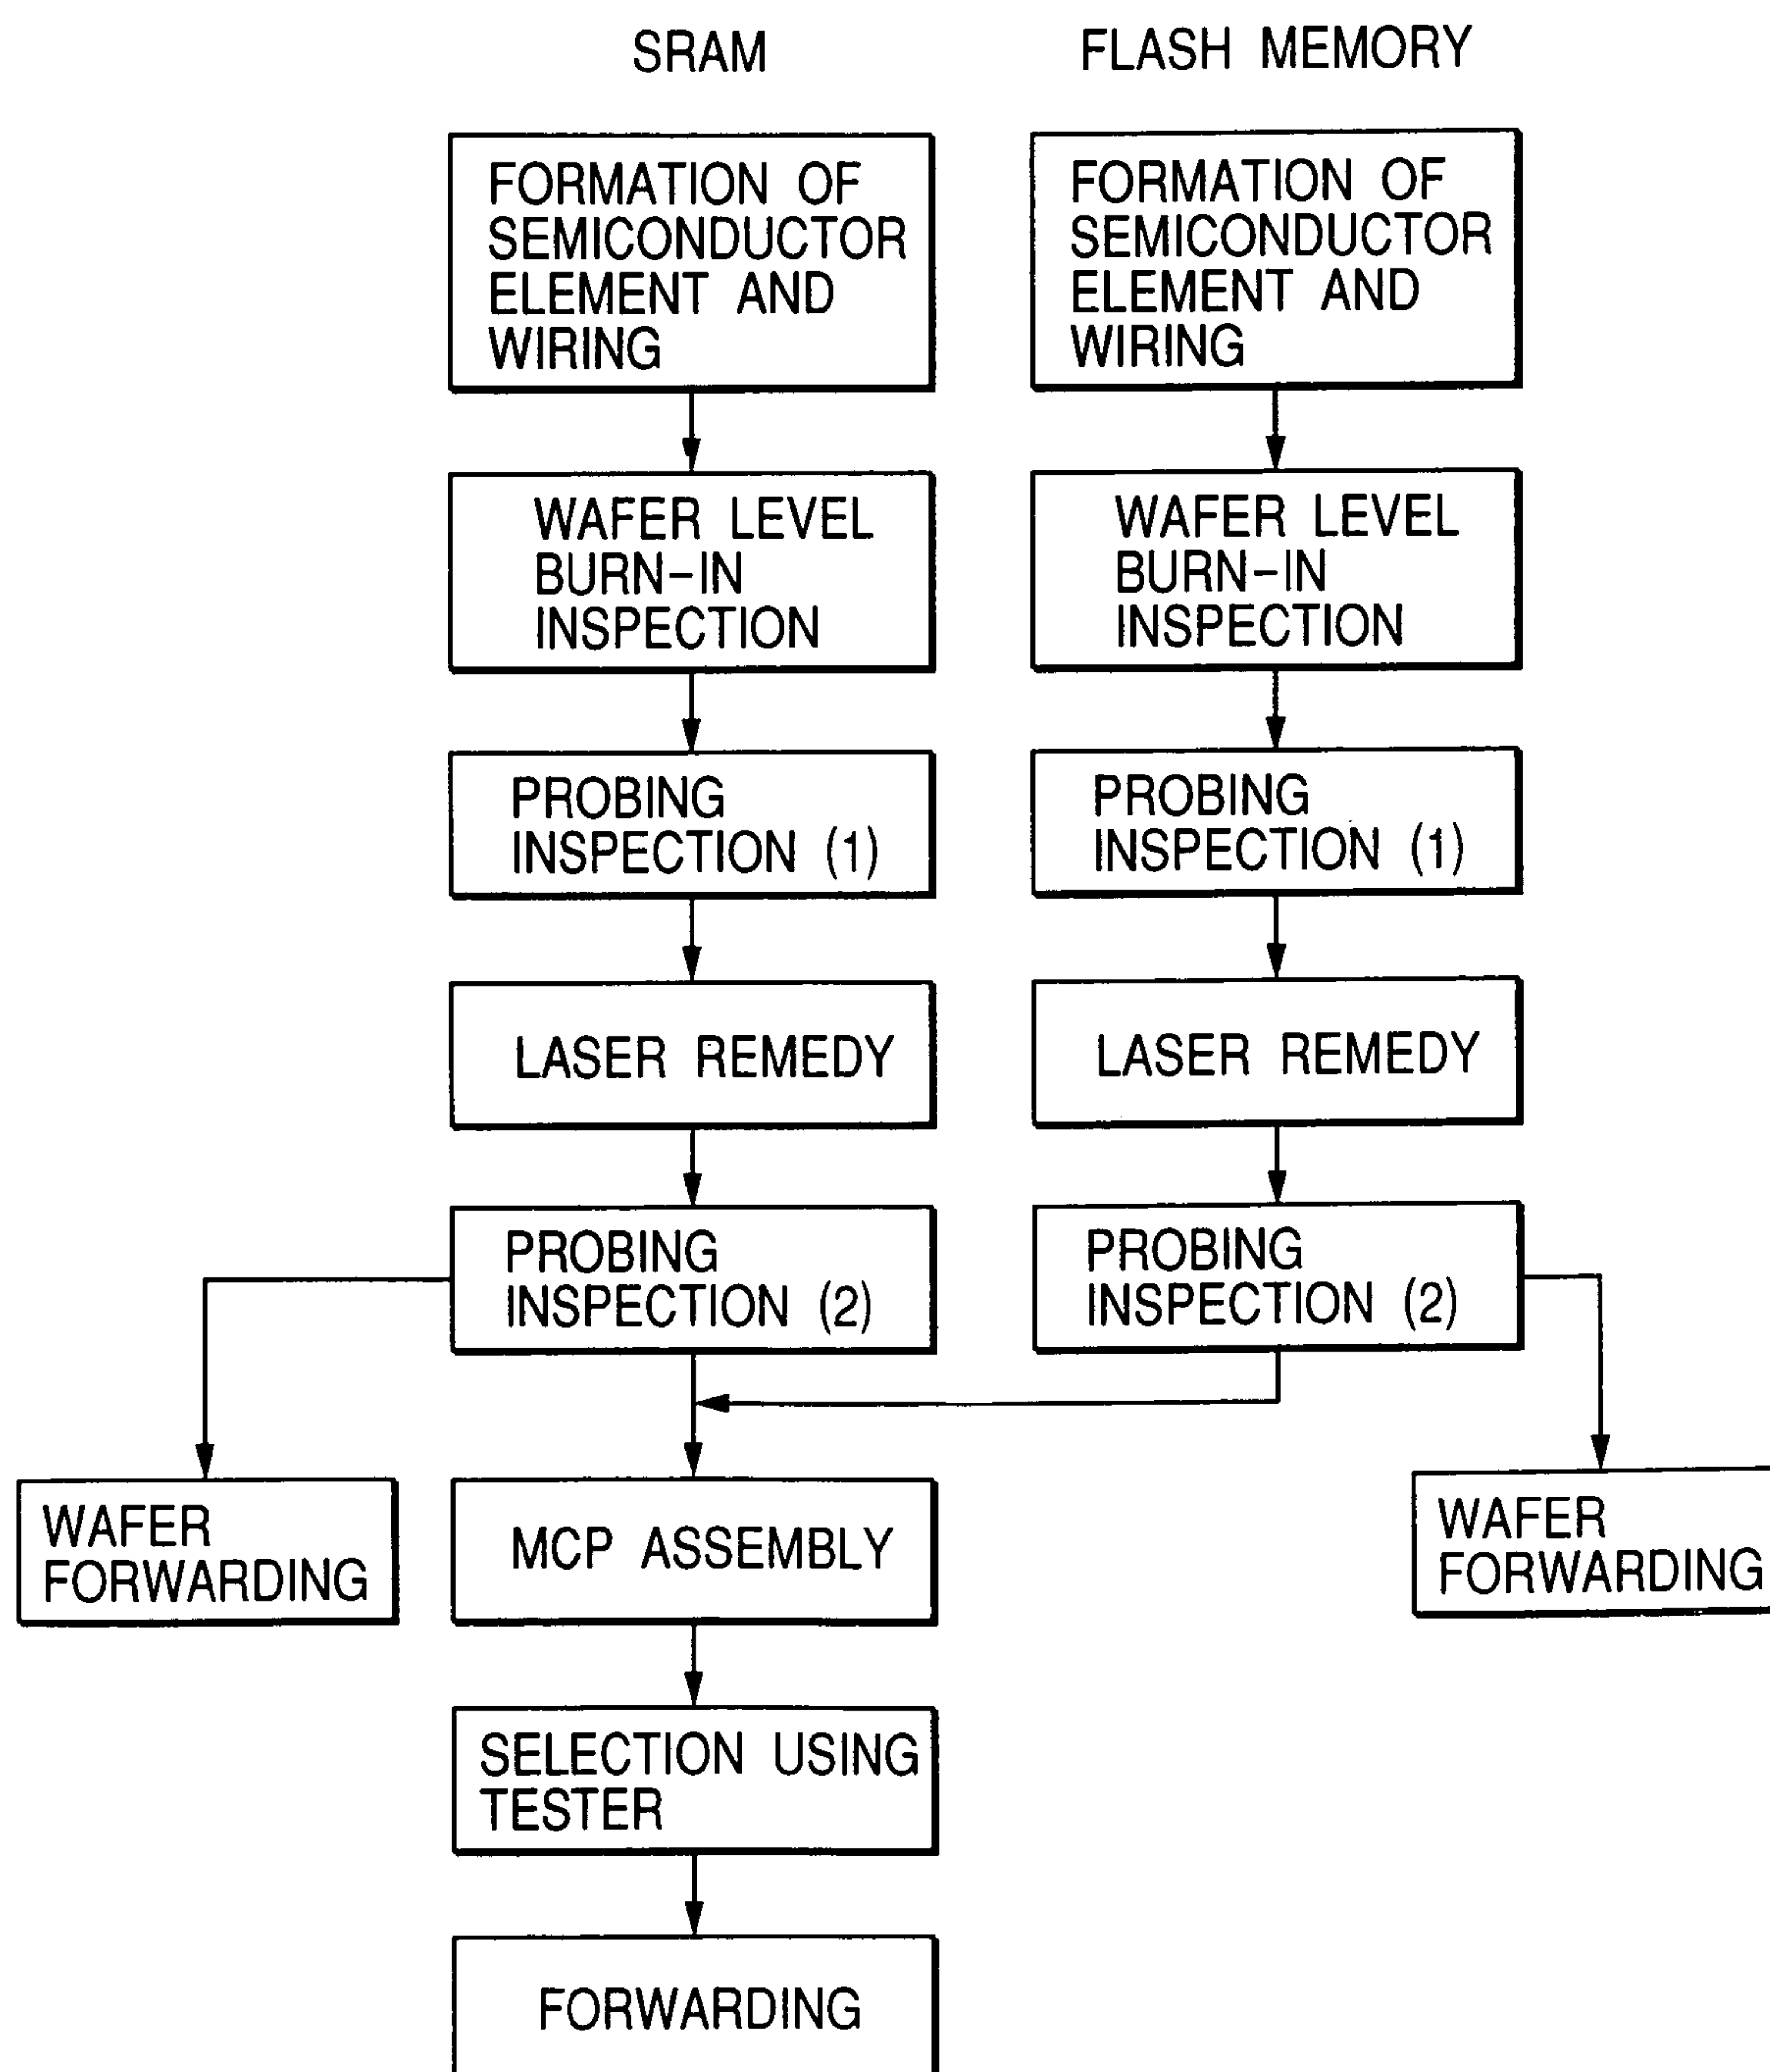 SRAM
FLASH MEMORY
FORMATION OF
SEMICONDUCTOR
ELEMENT AND
WIRING
FORMATION OF
SEMICONDUCTOR
ELEMENT AND
WIRING
WAFER LEVEL
BURN-IN
INSPECTION
WAFER LEVEL
BURN-IN
INSPECTION
PROBING
INSPECTION (1)
PROBING
INSPECTION (1)
LASER REMEDY
LASER REMEDY
PROBING
INSPECTION (2)
PROBING
INSPECTION (2)
WAFER
FORWARDING
MCP ASSEMBLY
WAFER
FORWARDING
SELECTION USING
TESTER
FORWARDING